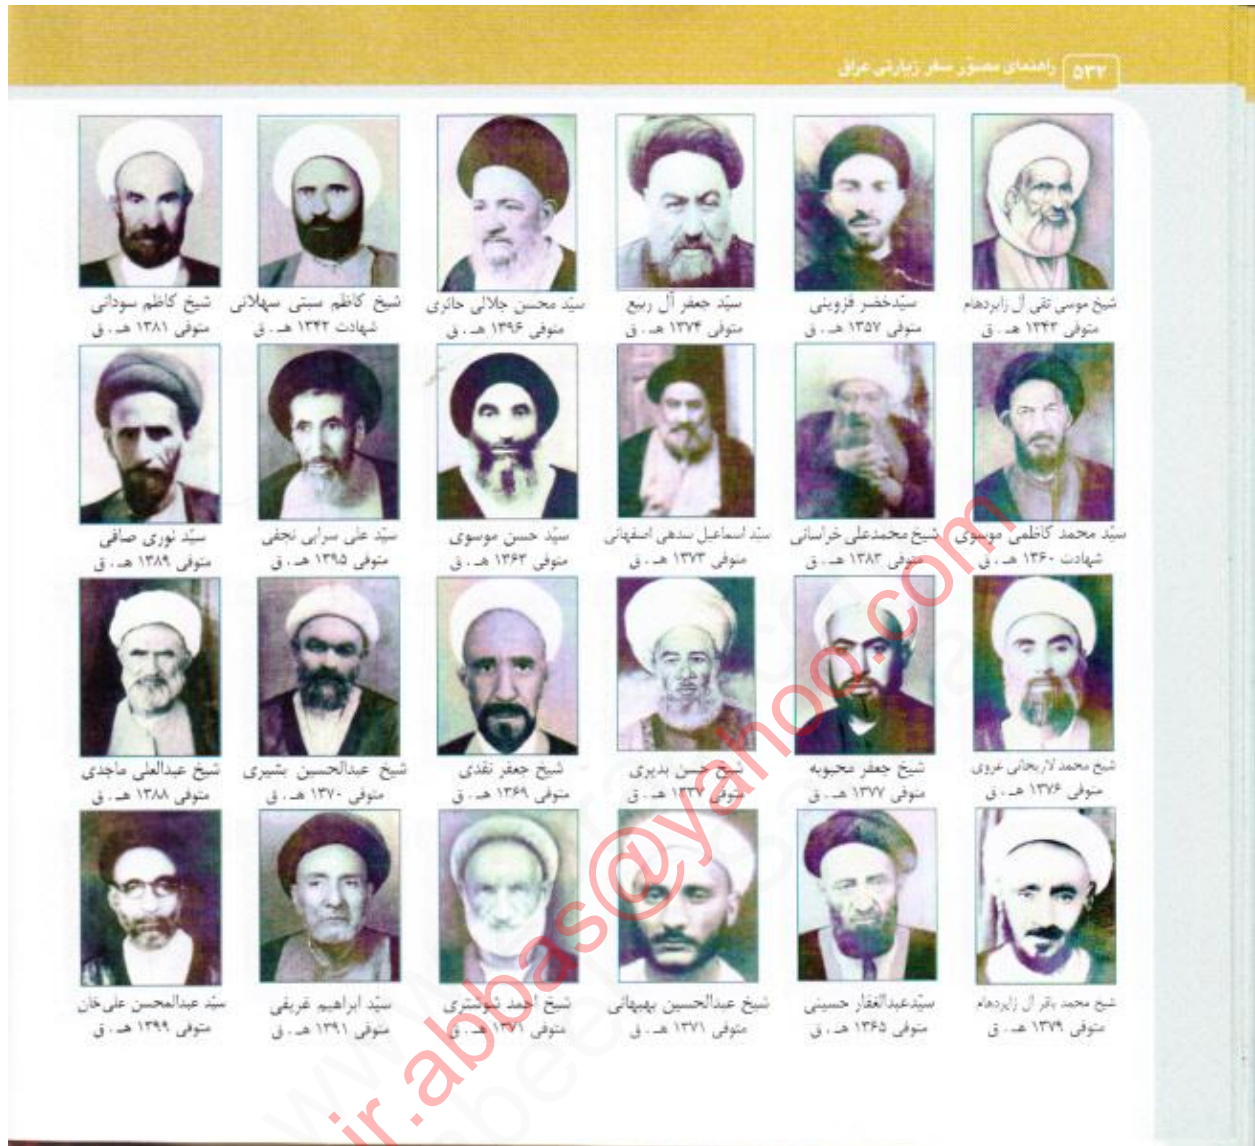 ۵۳۲ راهنمای مصوّر سفر زیارتی عراق
شیخ موسی تقی آل زایردهام
متوفی ۱۳۴۳ هـ . ق
سیّدخضر قزوینی
متوفی ۱۳۵۷ هـ . ق
سیّد جعفر آل ربیع
متوفی ۱۳۷۴ هـ . ق
سیّد محسن جلالی حائری
متوفی ۱۳۹۶ هـ . ق
شیخ کاظم سبتی سهلانی
شهادت ۱۳۴۲ هـ . ق
شیخ کاظم سودانی
متوفی ۱۳۸۱ هـ . ق
سیّد محمد کاظمی موسوی
شهادت ۱۳۶۰ هـ . ق
شیخ محمدعلی خراسانی
متوفی ۱۳۸۳ هـ . ق
سیّد اسماعیل سدهی اصفهانی
متوفی ۱۳۷۳ هـ . ق
سیّد حسن موسوی
متوفی ۱۳۶۳ هـ . ق
سیّد علی سرابی نجفی
متوفی ۱۳۹۵ هـ . ق
سیّد نوری صافی
متوفی ۱۳۸۹ هـ . ق
شیخ محمد لاریجانی غروی
متوفی ۱۳۷۶ هـ . ق
شیخ جعفر محبوبه
متوفی ۱۳۷۷ هـ . ق
شیخ حسن بدیری
متوفی ۱۳۳۷ هـ . ق
شیخ جعفر نقدی
متوفی ۱۳۶۹ هـ . ق
شیخ عبدالحسین بشیری
متوفی ۱۳۷۰ هـ . ق
شیخ عبدالعلی ماجدی
متوفی ۱۳۸۸ هـ . ق
شیخ محمد باقر آل زایردهام
متوفی ۱۳۷۹ هـ . ق
سیّدعبدالغفار حسینی
متوفی ۱۳۶۵ هـ . ق
شیخ عبدالحسین بهبهانی
متوفی ۱۳۷۱ هـ . ق
شیخ احمد شوشتری
متوفی ۱۳۷۱ هـ . ق
سیّد ابراهیم غریفی
متوفی ۱۳۹۱ هـ . ق
سیّد عبدالمحسن علی‌خان
متوفی ۱۳۹۹ هـ . ق
ir.abbas@yahoo.com